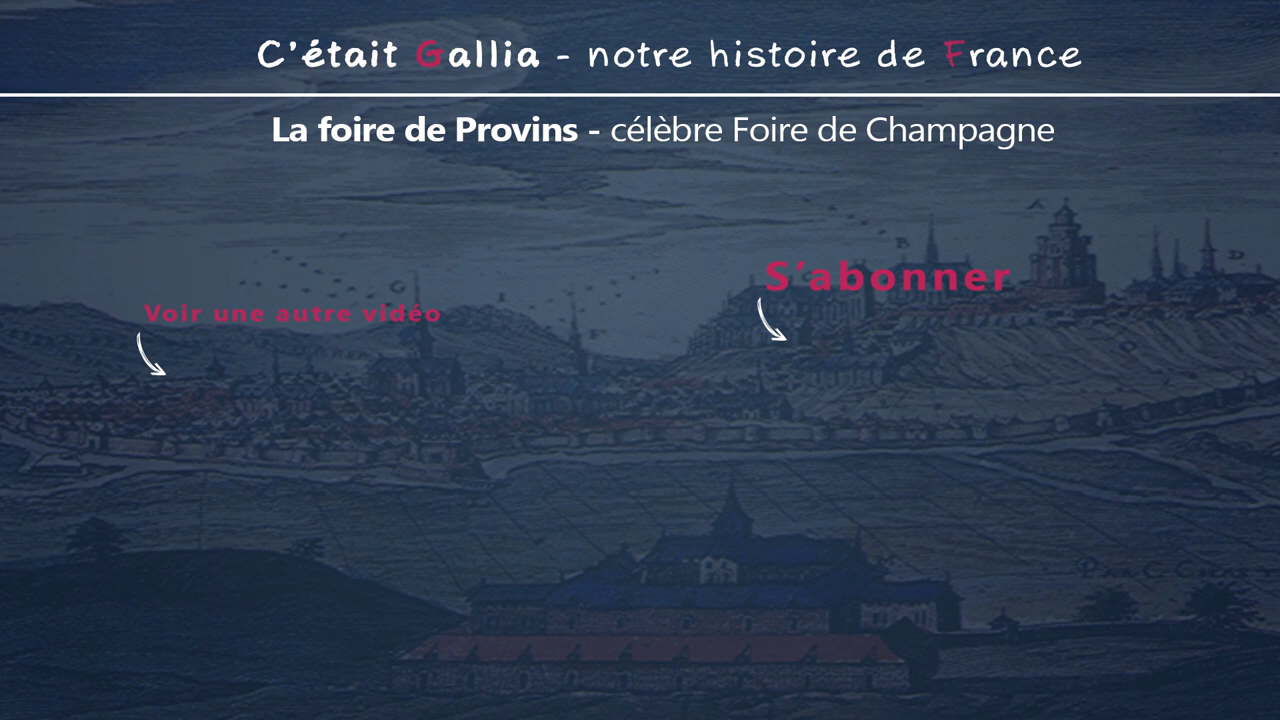 C'était Gallia - notre histoire de France
La foire de Provins - célèbre Foire de Champagne
S'abonner
Voir une autre vidéo